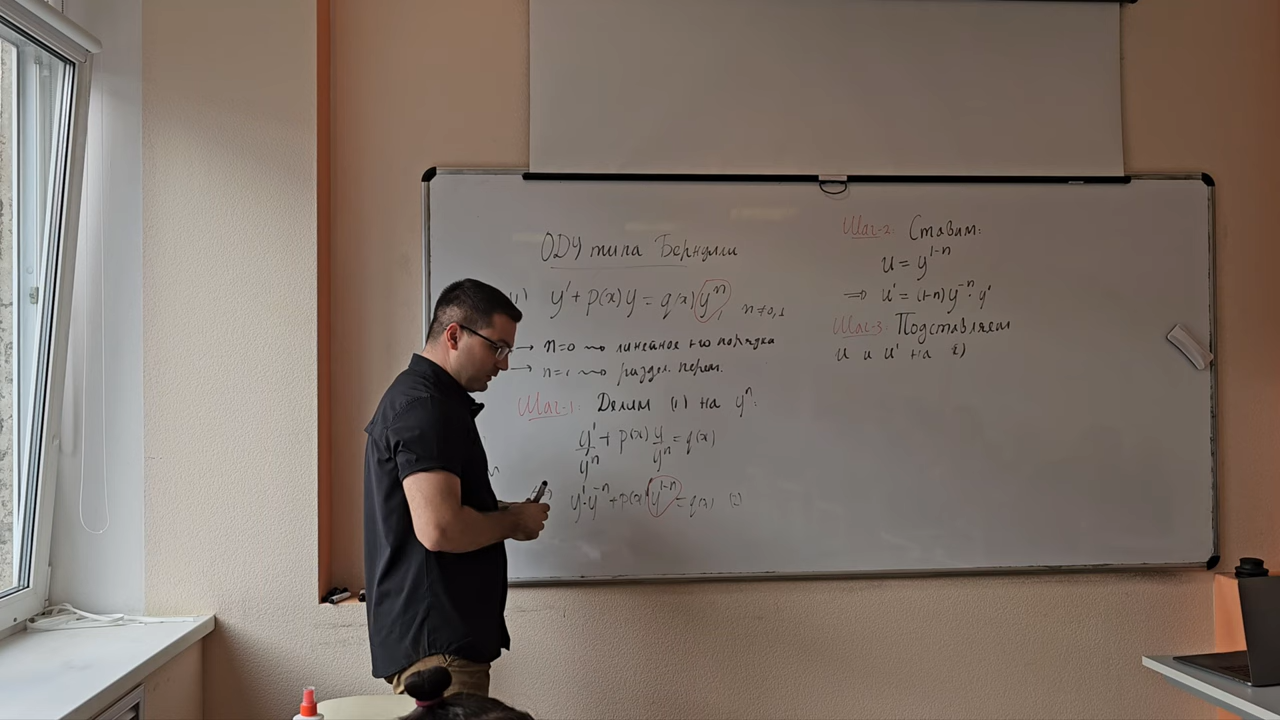 ОДУ типа Бернулли
1) y' + p(x) y = q(x) yⁿ, n≠0,1
→ n=0 ⇝ линейное 1-го порядка
→ n=1 ⇝ раздел. перем.
Шаг-1: Делим (1) на yⁿ:
y'/yⁿ + p(x) y/yⁿ = q(x)
y'·y⁻ⁿ + p(x) y¹⁻ⁿ = q(x) (2)
Шаг-2: Ставим:
u = y¹⁻ⁿ
⇒ u' = (1-n) y⁻ⁿ · y'
Шаг-3: Подставляем
u и u' на 2)